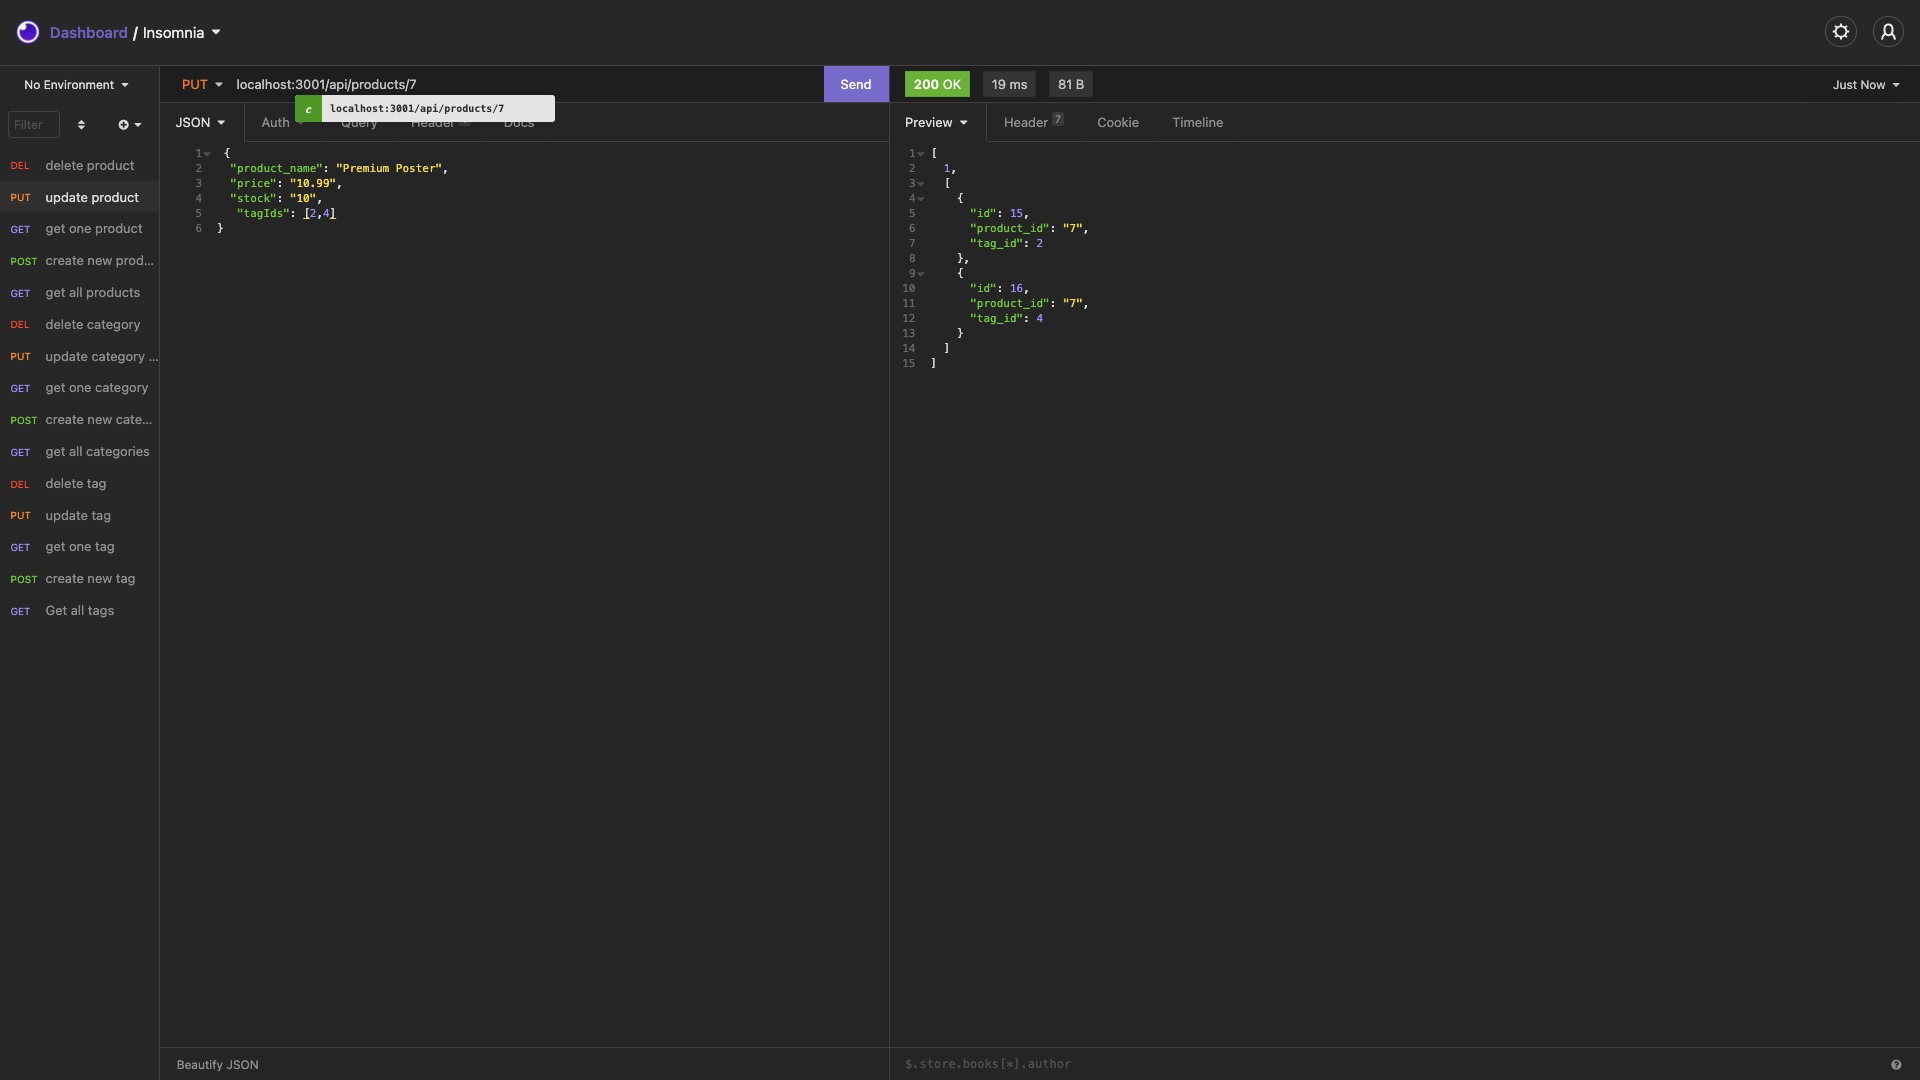 Dashboard / Insomnia
No Environment
PUT localhost:3001/api/products/7 Send
200 OK 19 ms 81 B Just Now
c localhost:3001/api/products/7
Filter
JSON Auth Query Header Docs
Preview Header 7 Cookie Timeline
DEL delete product
PUT update product
GET get one product
POST create new prod...
GET get all products
DEL delete category
PUT update category ...
GET get one category
POST create new cate...
GET get all categories
DEL delete tag
PUT update tag
GET get one tag
POST create new tag
GET Get all tags
1 {
2 "product_name": "Premium Poster",
3 "price": "10.99",
4 "stock": "10",
5 "tagIds": [2,4]
6 }
1 [
2 1,
3 [
4 {
5 "id": 15,
6 "product_id": "7",
7 "tag_id": 2
8 },
9 {
10 "id": 16,
11 "product_id": "7",
12 "tag_id": 4
13 }
14 ]
15 ]
Beautify JSON
$.store.books[*].author